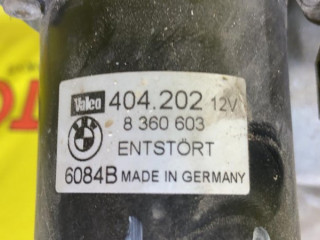 Valeo 404.202 12V
8 360 603
ENTSTÖRT
6084B MADE IN GERMANY